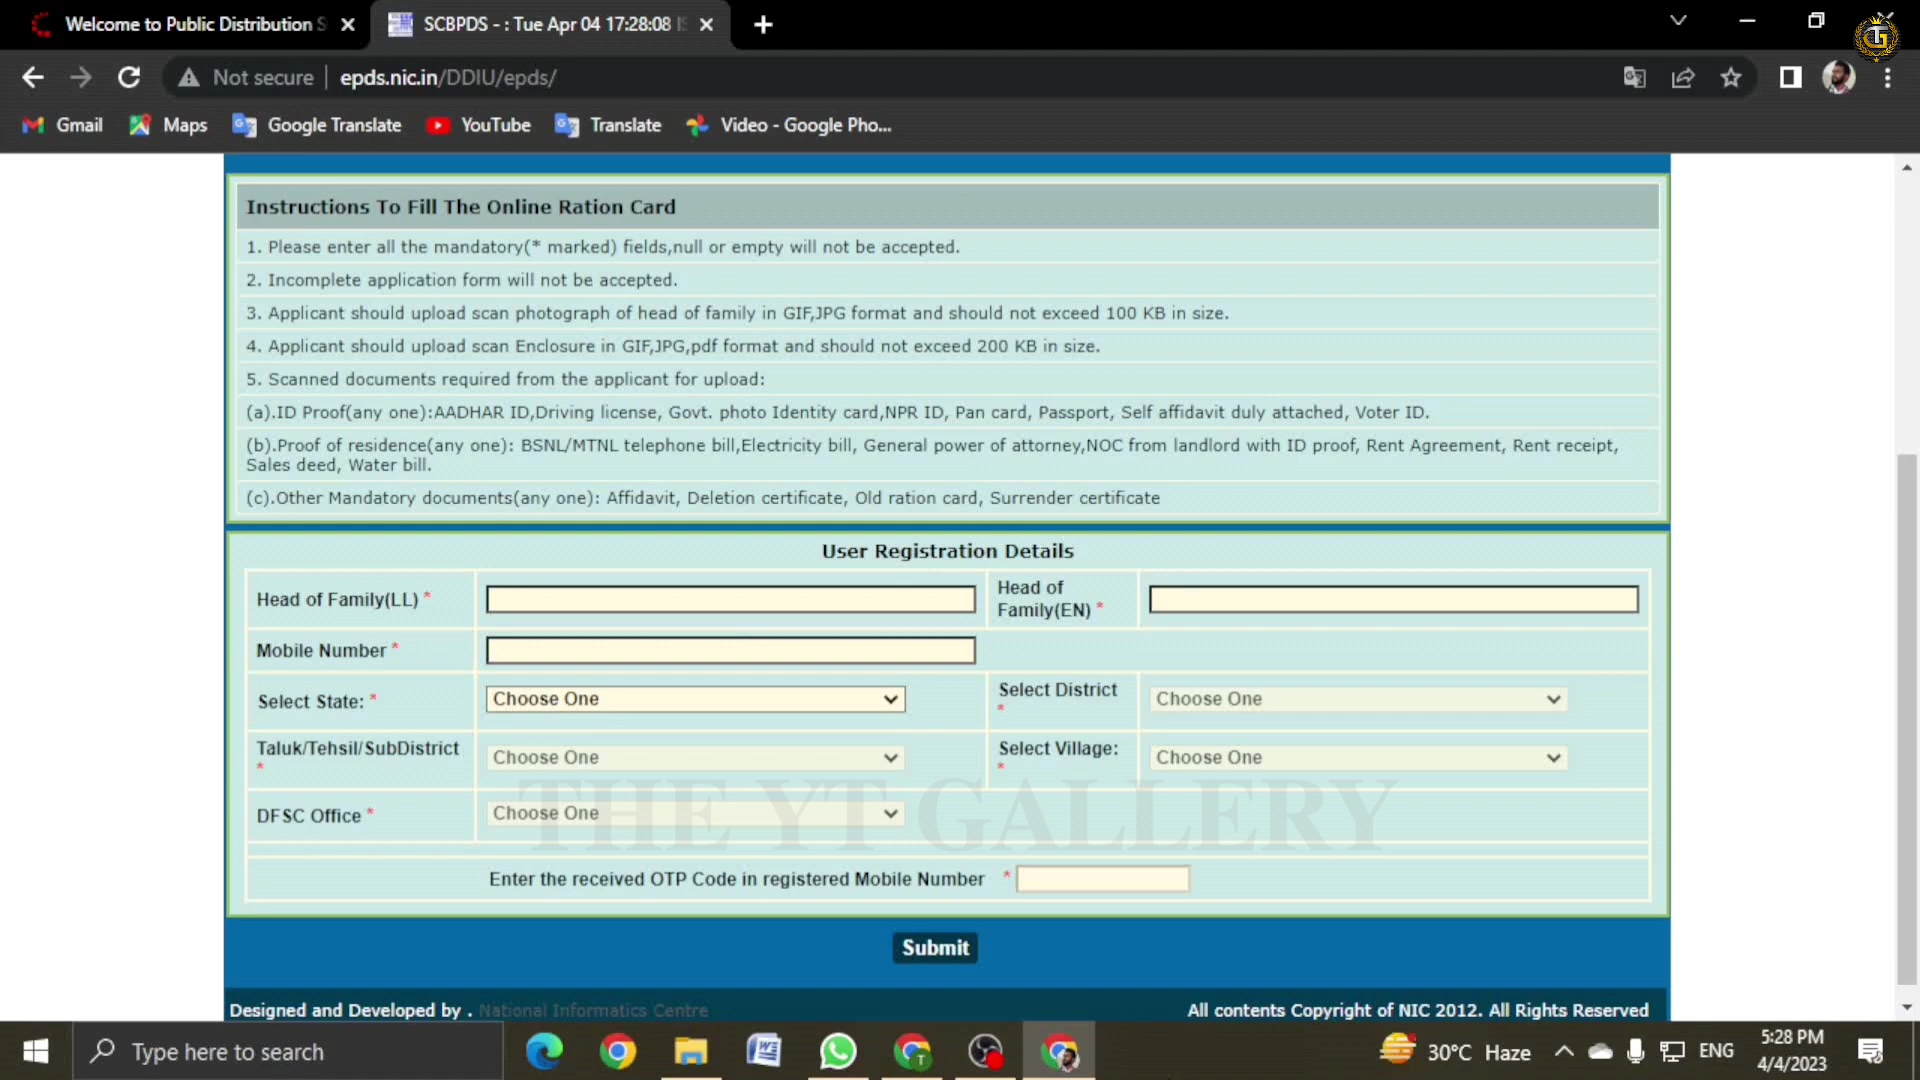 Welcome to Public Distribution S
SCBPDS - : Tue Apr 04 17:28:08 IS
Not secure
epds.nic.in/DDIU/epds/
Gmail
Maps
Google Translate
YouTube
Translate
Video - Google Pho...
Instructions To Fill The Online Ration Card
1. Please enter all the mandatory(* marked) fields,null or empty will not be accepted.
2. Incomplete application form will not be accepted.
3. Applicant should upload scan photograph of head of family in GIF,JPG format and should not exceed 100 KB in size.
4. Applicant should upload scan Enclosure in GIF,JPG,pdf format and should not exceed 200 KB in size.
5. Scanned documents required from the applicant for upload:
(a).ID Proof(any one):AADHAR ID,Driving license, Govt. photo Identity card,NPR ID, Pan card, Passport, Self affidavit duly attached, Voter ID.
(b).Proof of residence(any one): BSNL/MTNL telephone bill,Electricity bill, General power of attorney,NOC from landlord with ID proof, Rent Agreement, Rent receipt,
Sales deed, Water bill.
(c).Other Mandatory documents(any one): Affidavit, Deletion certificate, Old ration card, Surrender certificate
User Registration Details
Head of Family(LL) *
Head of
Family(EN) *
Mobile Number *
Select State: *
Choose One
Select District
*
Choose One
Taluk/Tehsil/SubDistrict
*
Choose One
Select Village:
*
Choose One
DFSC Office *
Choose One
THE YT GALLERY
Enter the received OTP Code in registered Mobile Number *
Submit
Designed and Developed by . National Informatics Centre
All contents Copyright of NIC 2012. All Rights Reserved
Type here to search
30°C Haze
ENG
5:28 PM
4/4/2023